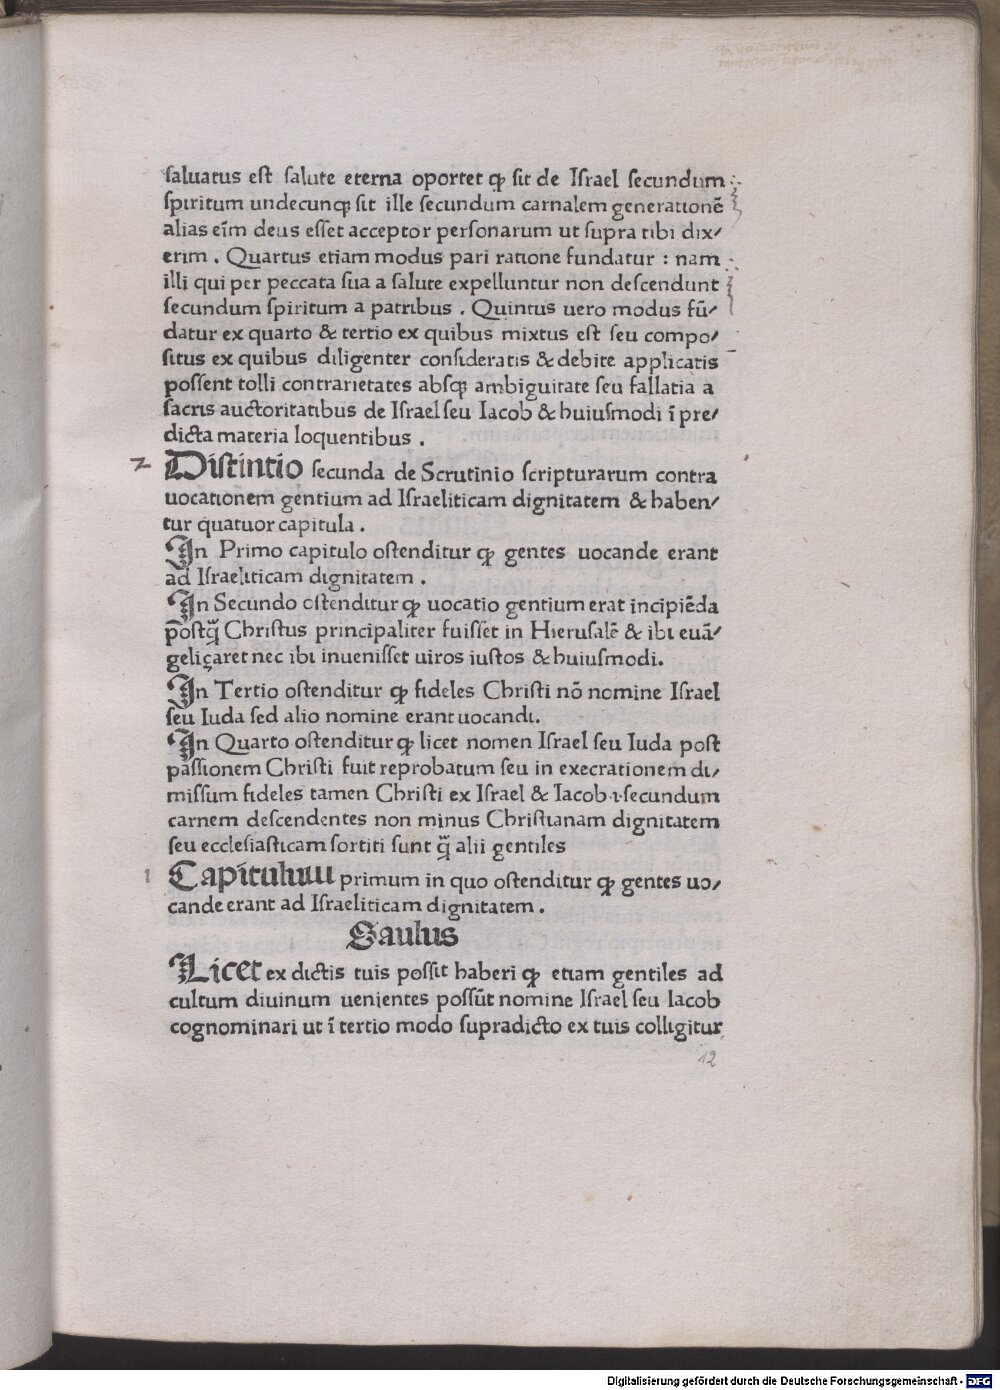 saluatus est salute eterna oportet ꝙ sit de Israel secundum
spiritum undecunqꝫ sit ille secundum carnalem generationē
alias eīm deus esset acceptor personarum ut supra tibi dix⸗
erim . Quartus etiam modus pari ratione fundatur : nam
illi qui per peccata sua a salute expelluntur non descendunt
secundum spiritum a patribus . Quintus uero modus fū⸗
datur ex quarto & tertio ex quibus mixtus est seu compo⸗
situs ex quibus diligenter consideratis & debite applicatis
possent tolli contrarietates absqꝫ ambiguitate seu fallatia a
sacris auctoritatibus de Israel seu Iacob & huiusmodi ī pre⸗
dicta materia loquentibus .
2 Distintio secunda de Scrutinio scripturarum contra
uocationem gentium ad Israeliticam dignitatem & haben⸗
tur quatuor capitula .
In Primo capitulo ostenditur ꝙ gentes uocande erant
ad Israeliticam dignitatem .
In Secundo ostenditur ꝙ uocatio gentium erat incipiēda
postq̄ Christus principaliter fuisset in Hierusalē & ibi euā⸗
geliçaret nec ibi inuenisset uiros iustos & huiusmodi.
In Tertio ostenditur ꝙ fideles Christi nō nomine Israel
seu Iuda sed alio nomine erant uocandi.
In Quarto ostenditur ꝙ licet nomen Israel seu Iuda post
passionem Christi fuit reprobatum seu in execrationem di⸗
missum fideles tamen Christi ex Israel & Iacob ɿ secundum
carnem descendentes non minus Christianam dignitatem
seu ecclesiasticam sortiti sunt q̄ alii gentiles
1 Capitulum primum in quo ostenditur ꝙ gentes uo⸗
cande erant ad Israeliticam dignitatem .
Saulus
Licet ex dictis tuis possit haberi ꝙ etiam gentiles ad
cultum diuinum uenientes possūt nomine Israel seu Iacob
cognominari ut ī tertio modo supradicto ex tuis colligitur
12
Digitalisierung gefördert durch die Deutsche Forschungsgemeinschaft - DFG